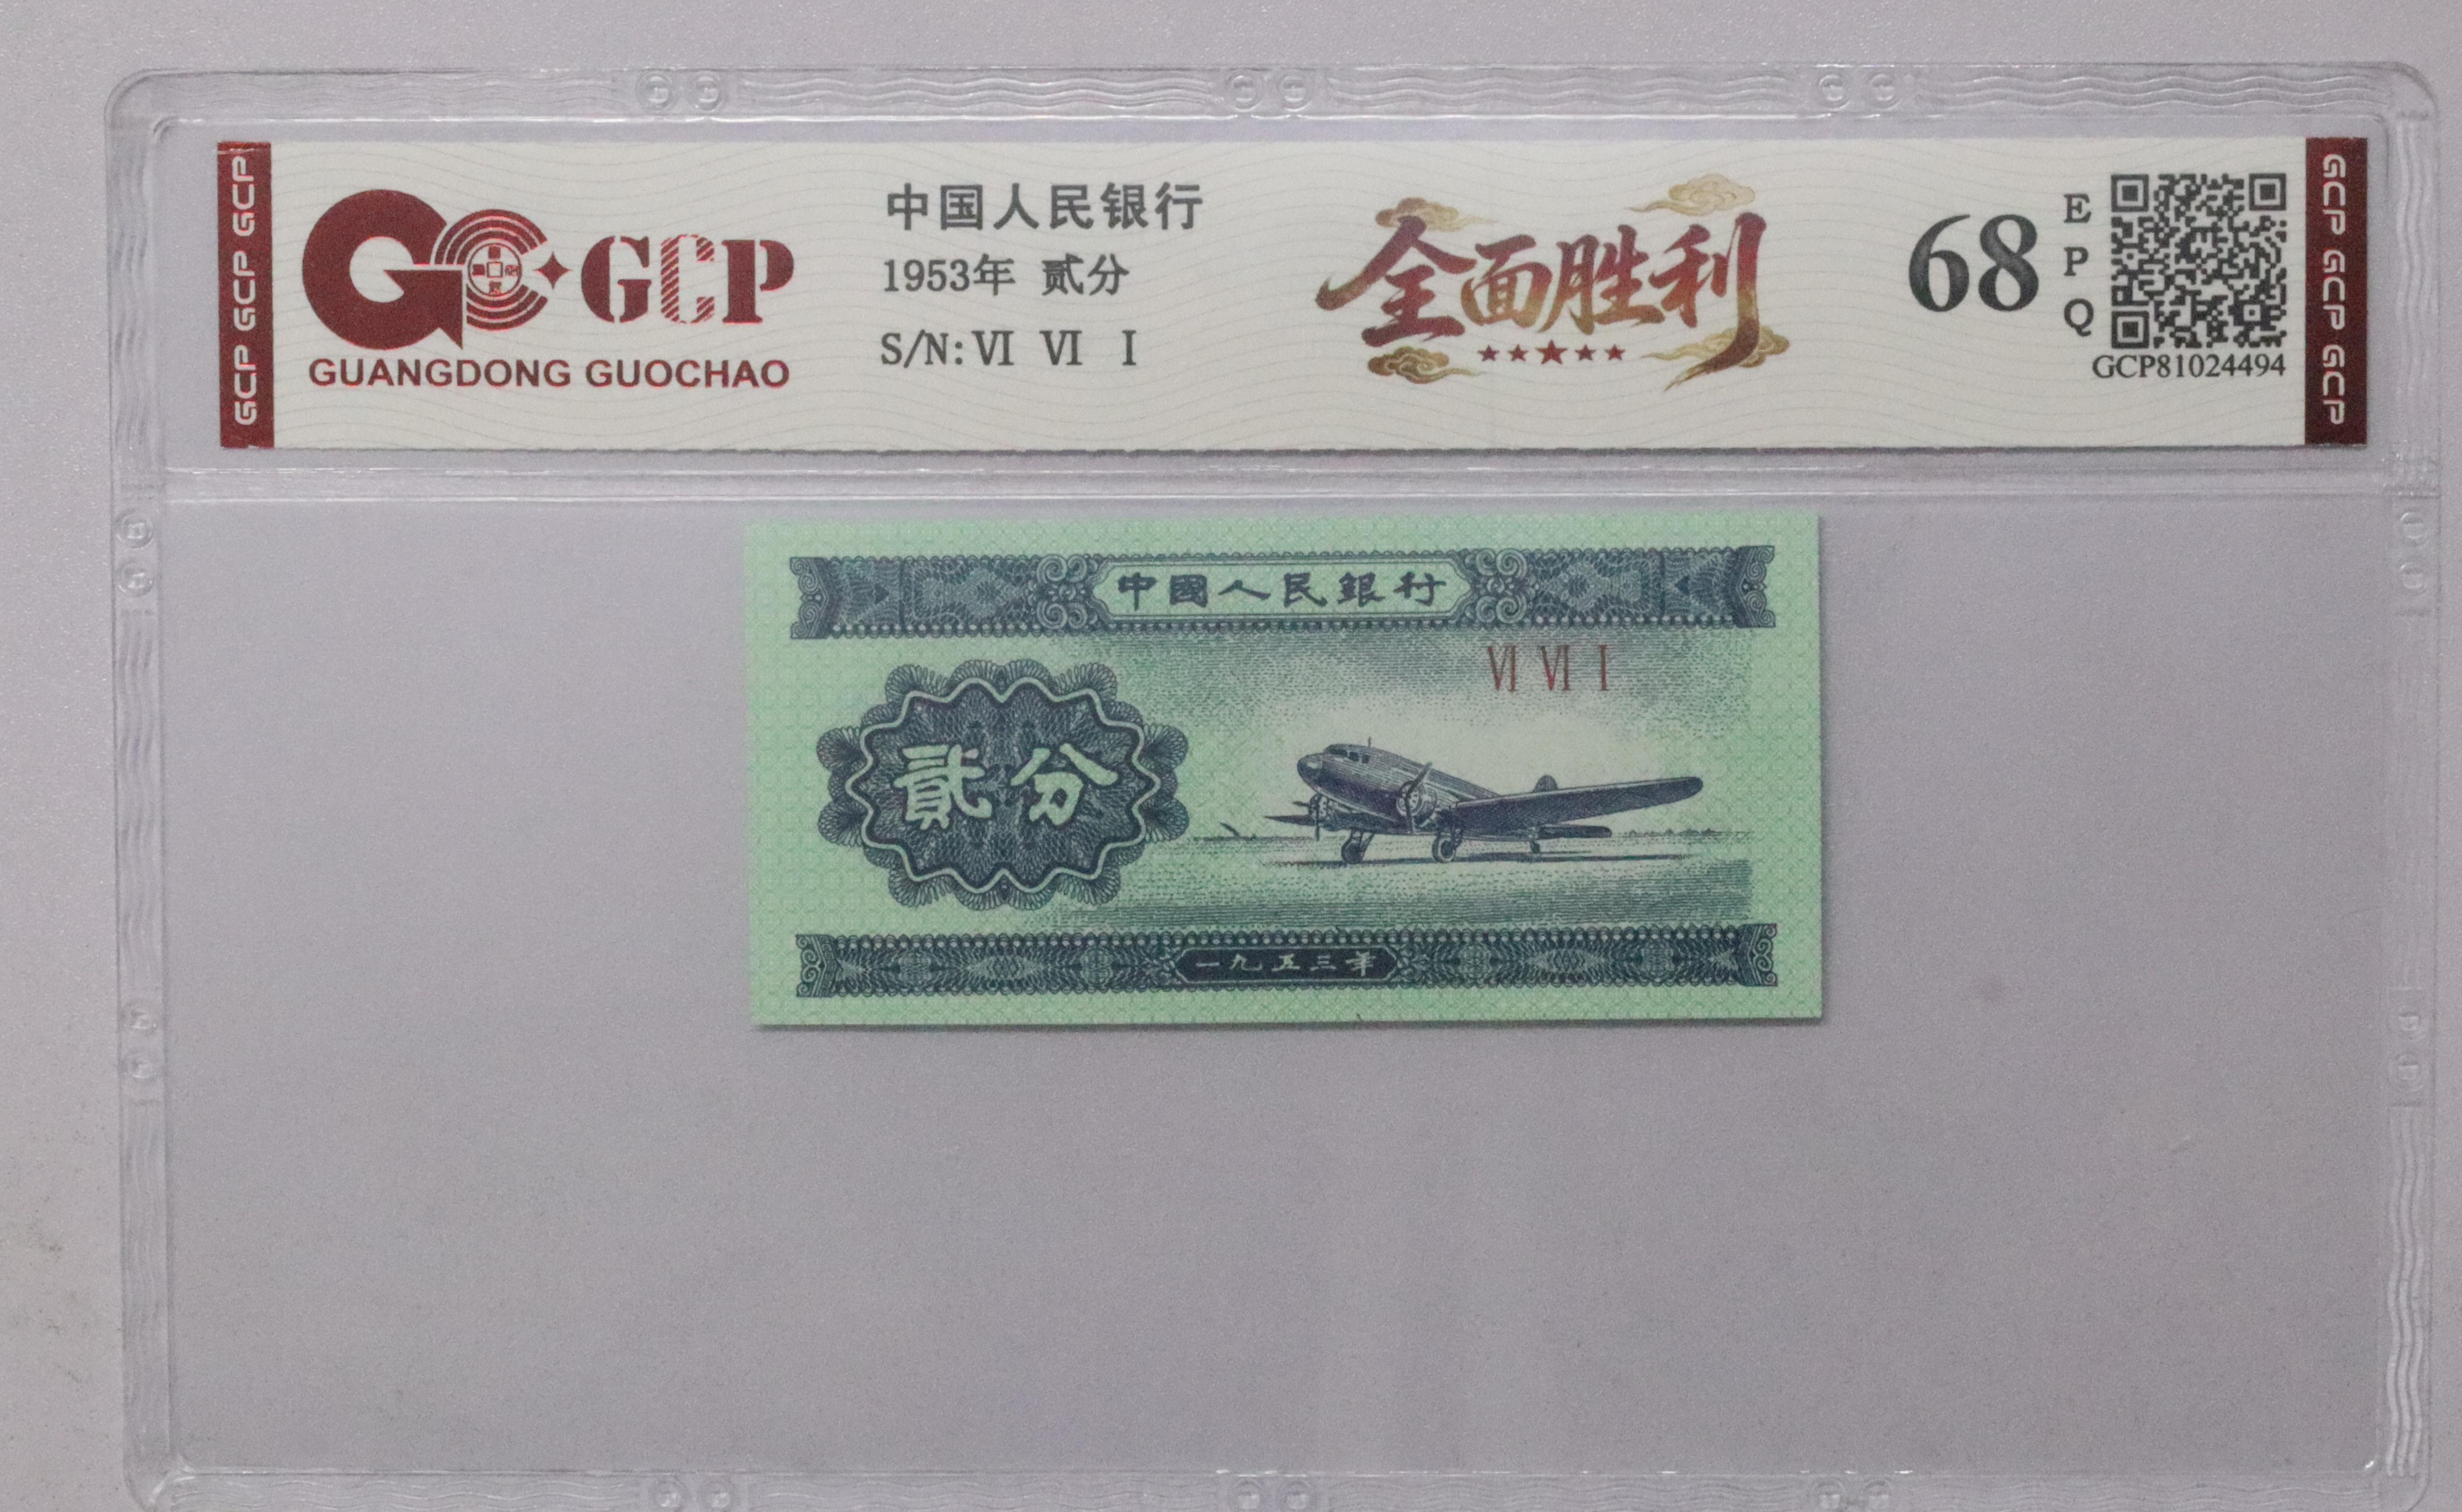 GCP GCP GCP
GCP
GUANGDONG GUOCHAO
中国人民银行
1953年 贰分
S/N: VI VI I
全面胜利
68
E
P
Q
GCP81024494
GCP GCP GCP
中國人民銀行
VI VI I
貳分
一九五三年